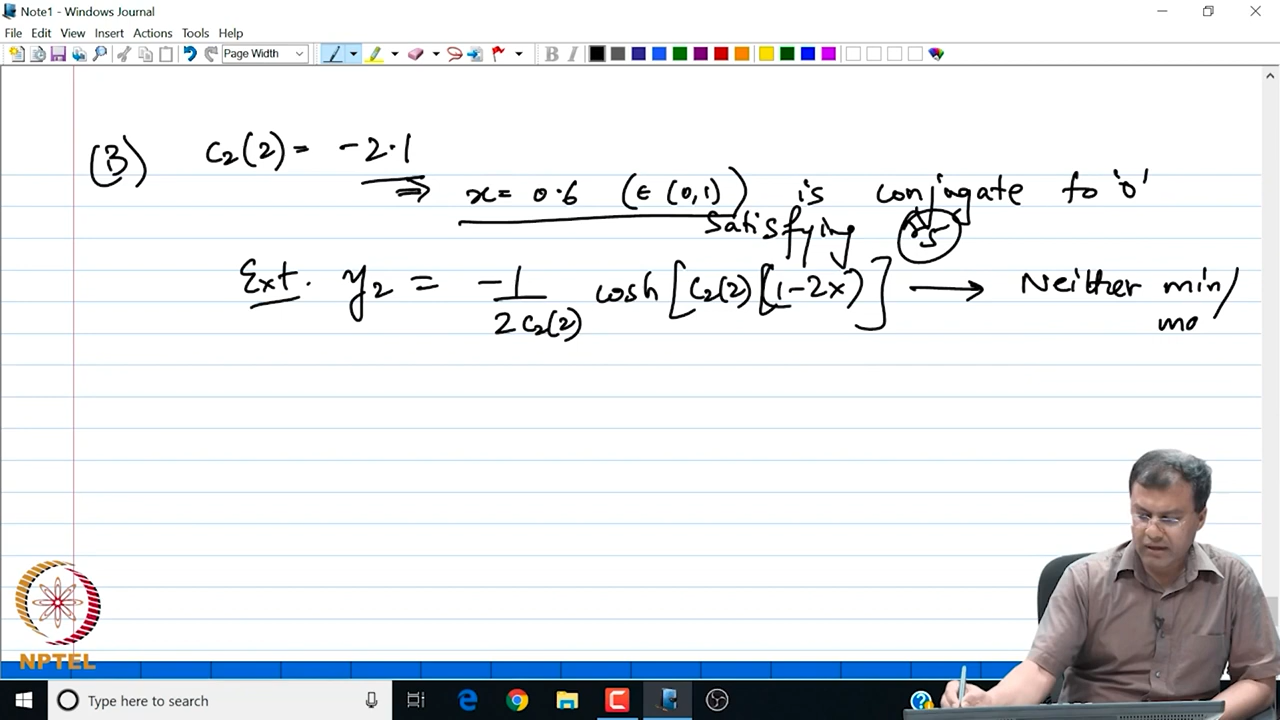 Note1 - Windows Journal
File Edit View Insert Actions Tools Help
Page Width
B I
(B) c₂(2) = -2.1
⇒ x = 0.6 (∈ (0,1)) is conjugate to '0'
satisfying
Ext. y₂ = -1 / 2c₂(2) cosh[c₂(2)(1-2x)] → Neither min/
NPTEL
Type here to search